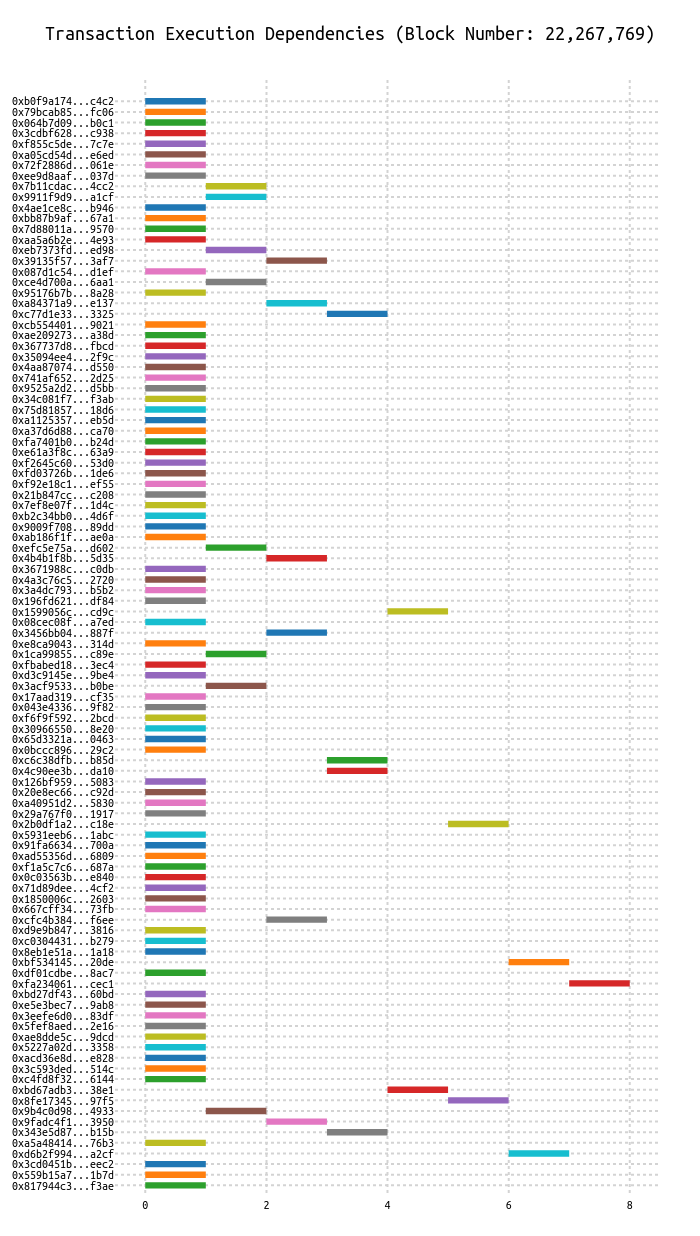 Transaction Execution Dependencies (Block Number: 22,267,769)
0xb0f9a174...c4c2
0x79bcab85...fc06
0x064b7d09...b0c1
0x3cdbf628...c938
0xf855c5de...7c7e
0xa05cd54d...e6ed
0x72f2886d...061e
0xee9d8aaf...037d
0x7b11cdac...4cc2
0x9911f9d9...a1cf
0x4ae1ce8c...b946
0xbb87b9af...67a1
0x7d88011a...9570
0xaa5a6b2e...4e93
0xeb7373fd...ed98
0x39135f57...3af7
0x087d1c54...d1ef
0xce4d700a...6aa1
0x95176b7b...8a28
0xa84371a9...e137
0xc77d1e33...3325
0xcb554401...9021
0xae209273...a38d
0x367737d8...fbcd
0x35094ee4...2f9c
0x4aa87074...d550
0x741af652...2d25
0x9525a2d2...d5bb
0x34c081f7...f3ab
0x75d81857...18d6
0xa1125357...eb5d
0xa37d6d88...ca70
0xfa7401b0...b24d
0xe61a3f8c...63a9
0xf2645c60...53d0
0xfd03726b...1de6
0xf92e18c1...ef55
0x21b847cc...c208
0x7ef8e07f...1d4c
0xb2c34bb0...4d6f
0x9009f708...89dd
0xab186f1f...ae0a
0xefc5e75a...d602
0x4b4b1f8b...5d35
0x3671988c...c0db
0x4a3c76c5...2720
0x3a4dc793...b5b2
0x196fd621...df84
0x1599056c...cd9c
0x08cec08f...a7ed
0x3456bb04...887f
0xe8ca9043...314d
0x1ca99855...c89e
0xfbabed18...3ec4
0xd3c9145e...9be4
0x3acf9533...b0be
0x17aad319...cf35
0x043e4336...9f82
0xf6f9f592...2bcd
0x30966550...8e20
0x65d3321a...0463
0x0bccc896...29c2
0xc6c38dfb...b85d
0x4c90ee3b...da10
0x126bf959...5083
0x20e8ec66...c92d
0xa40951d2...5830
0x29a767f0...1917
0x2b0df1a2...c18e
0x5931eeb6...1abc
0x91fa6634...700a
0xad55356d...6809
0xf1a5c7c6...687a
0x0c03563b...e840
0x71d89dee...4cf2
0x1850006c...2603
0x667cff34...73fb
0xcfc4b384...f6ee
0xd9e9b847...3816
0xc0304431...b279
0x8eb1e51a...1a18
0xbf534145...20de
0xdf01cdbe...8ac7
0xfa234061...cec1
0xbd27df43...60bd
0xe5e3bec7...9ab8
0x3eefe6d0...83df
0x5fef8aed...2e16
0xae8dde5c...9dcd
0x5227a02d...3358
0xacd36e8d...e828
0x3c593ded...514c
0xc4fd8f32...6144
0xbd67adb3...38e1
0x8fe17345...97f5
0x9b4c0d98...4933
0x9fadc4f1...3950
0x343e5d87...b15b
0xa5a48414...76b3
0xd6b2f994...a2cf
0x3cd0451b...eec2
0x559b15a7...1b7d
0x817944c3...f3ae
0 2 4 6 8